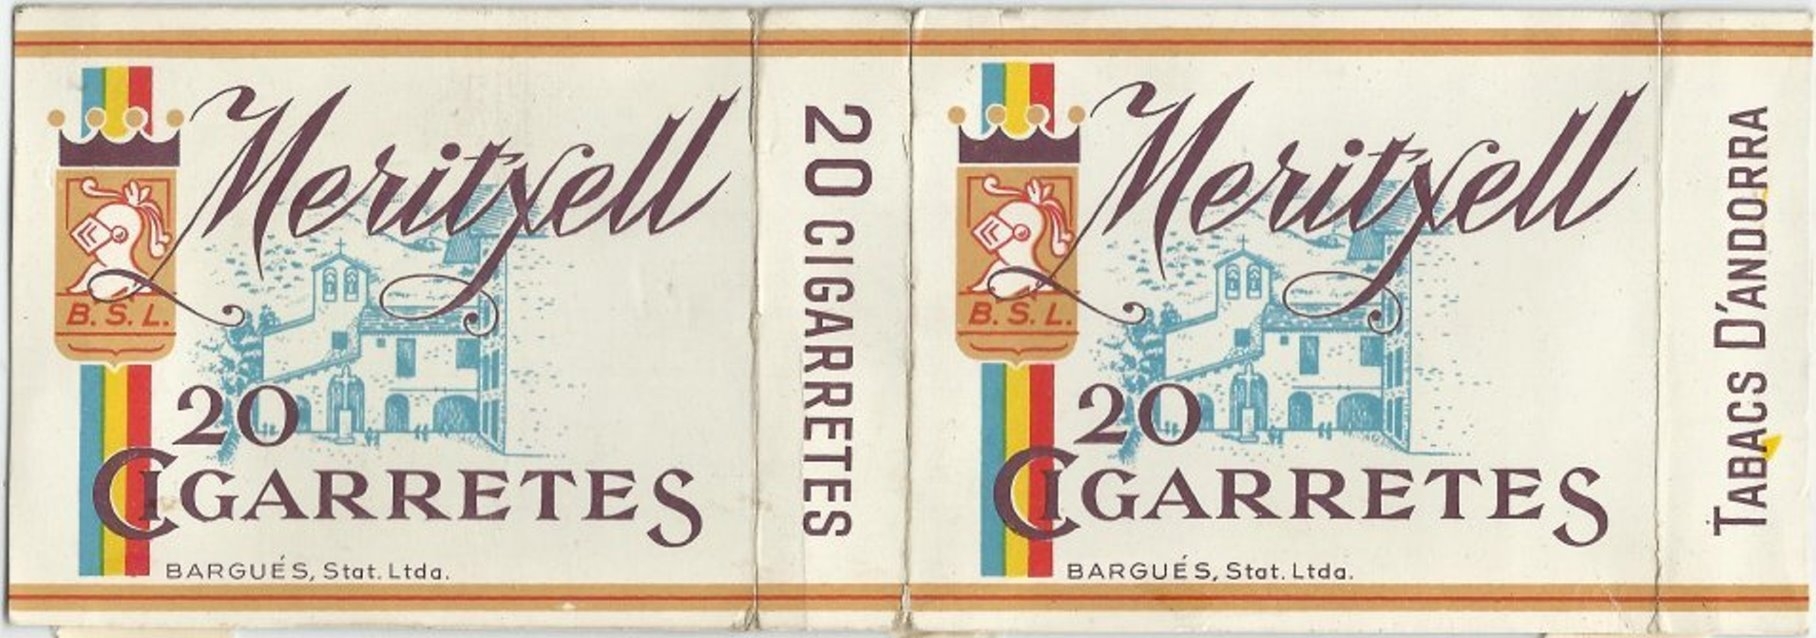 Meritxell
B. S. L.
20
CIGARRETES
BARGUÉS, Stat. Ltda.
20 CIGARRETES
Meritxell
B. S. L.
20
CIGARRETES
BARGUÉS, Stat. Ltda.
TABACS D'ANDORRA